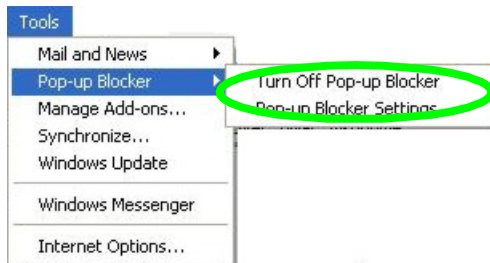 Tools
Mail and News
Pop-up Blocker
Turn Off Pop-up Blocker
Pop-up Blocker Settings
Manage Add-ons...
Synchronize...
Windows Update
Windows Messenger
Internet Options...